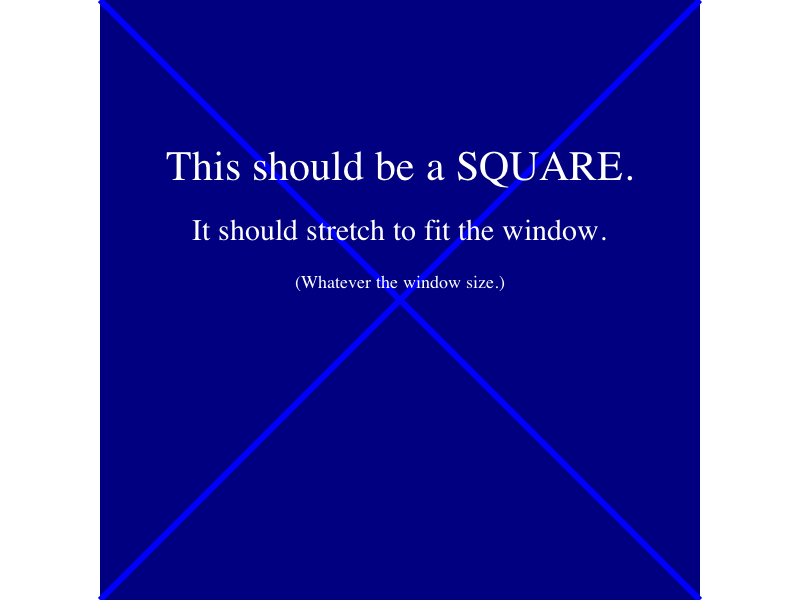 This should be a SQUARE.
It should stretch to fit the window.
(Whatever the window size.)